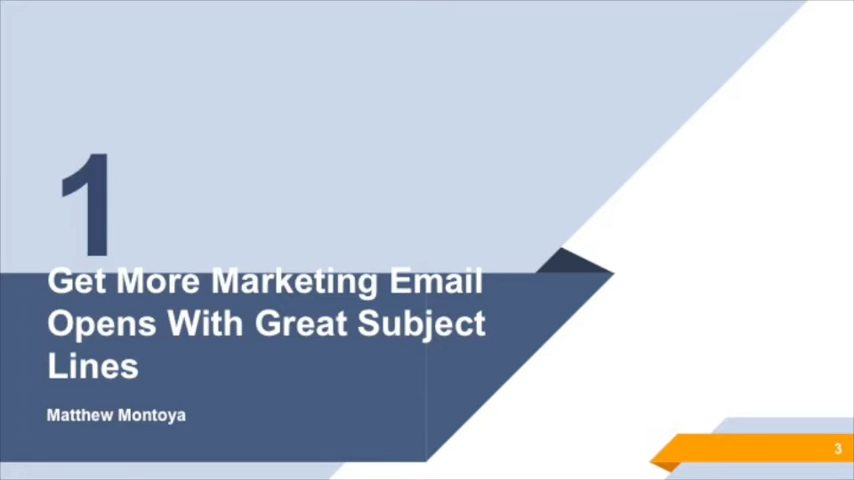 1
Get More Marketing Email
Opens With Great Subject
Lines
Matthew Montoya
3